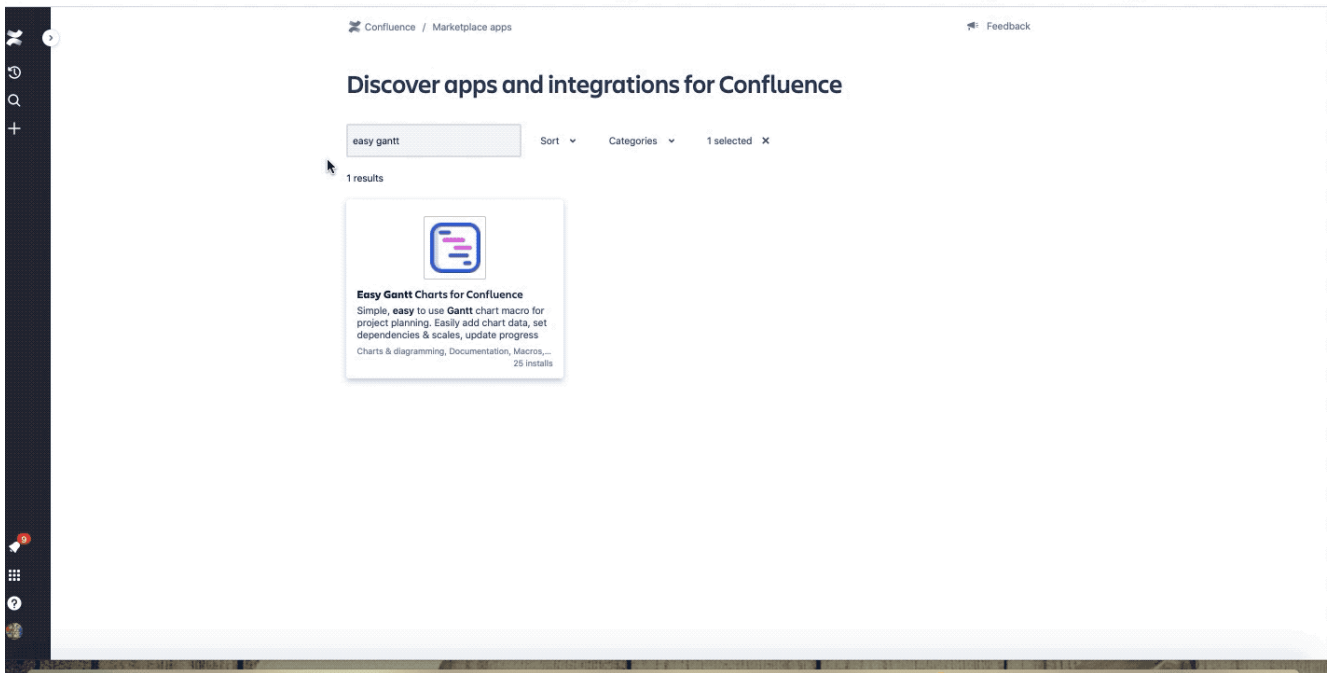 Confluence / Marketplace apps
Feedback
Discover apps and integrations for Confluence
easy gantt
Sort
Categories
1 selected
1 results
Easy Gantt Charts for Confluence
Simple, easy to use Gantt chart macro for
project planning. Easily add chart data, set
dependencies & scales, update progress
Charts & diagramming, Documentation, Macros,...
25 installs
9